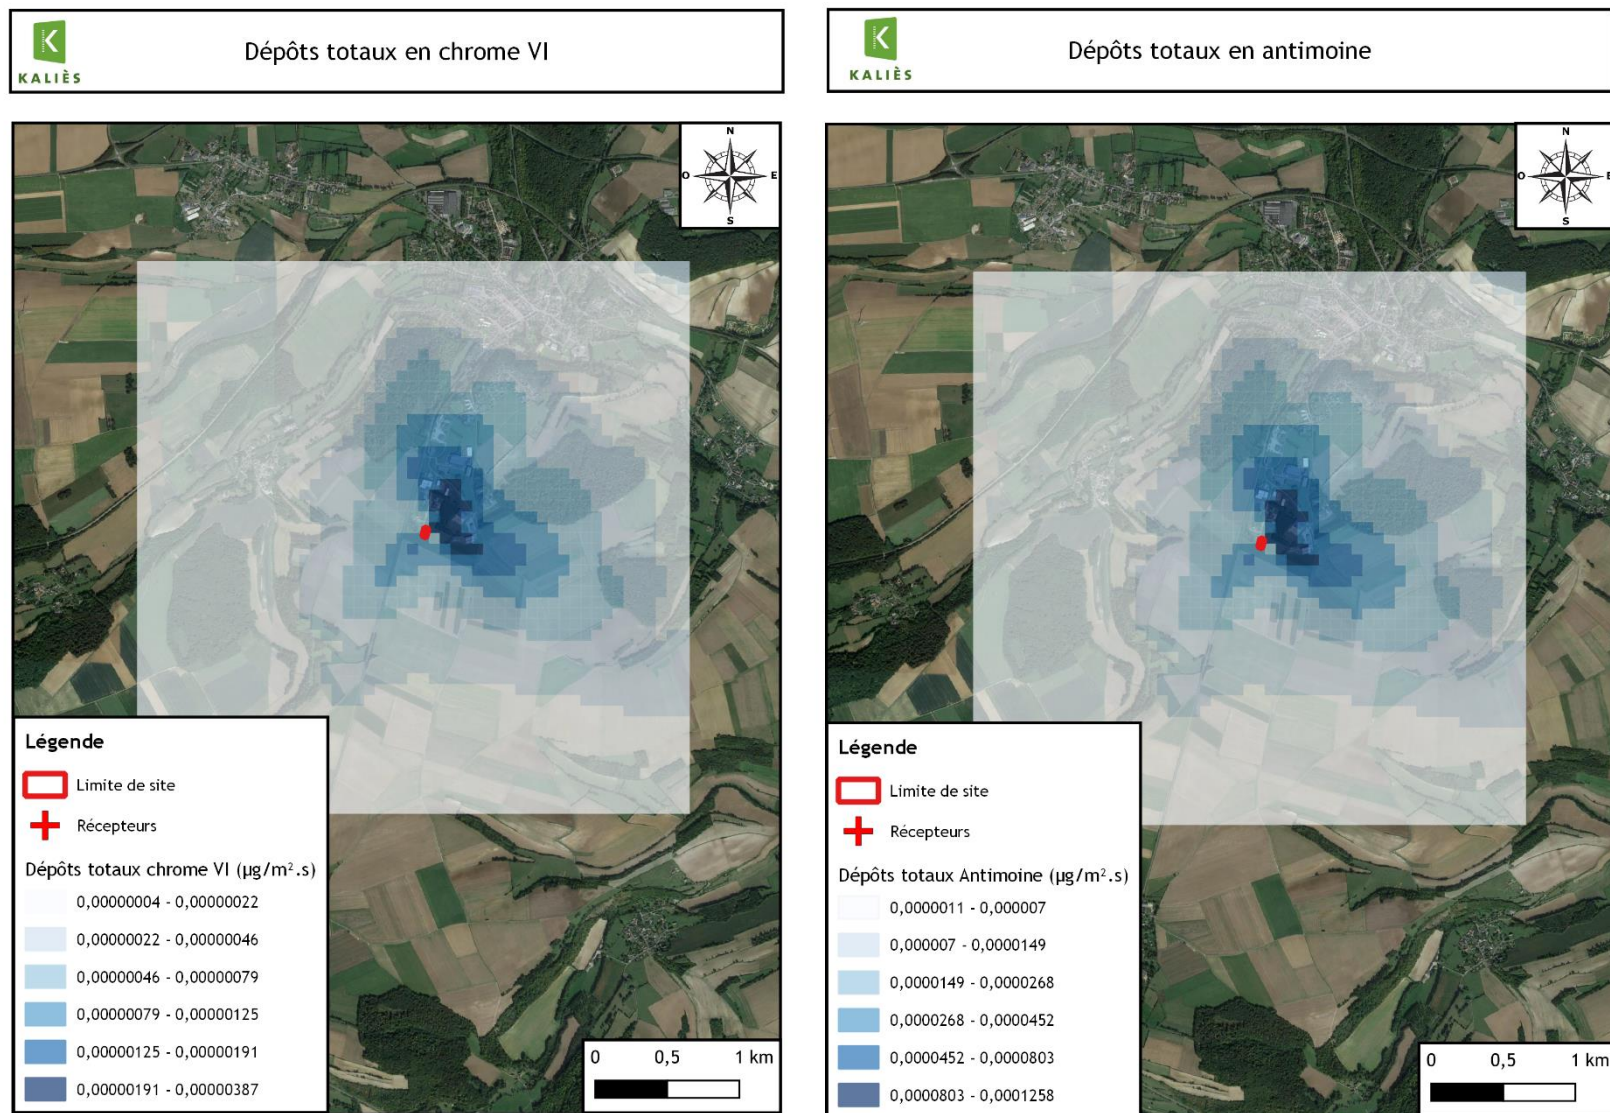 KALIÈS
Dépôts totaux en chrome VI
N
O
E
S
Légende
Limite de site
Récepteurs
Dépôts totaux chrome VI (µg/m².s)
0,00000004 - 0,00000022
0,00000022 - 0,00000046
0,00000046 - 0,00000079
0,00000079 - 0,00000125
0,00000125 - 0,00000191
0,00000191 - 0,00000387
0 0,5 1 km
KALIÈS
Dépôts totaux en antimoine
N
O
E
S
Légende
Limite de site
Récepteurs
Dépôts totaux Antimoine (µg/m².s)
0,0000011 - 0,000007
0,000007 - 0,0000149
0,0000149 - 0,0000268
0,0000268 - 0,0000452
0,0000452 - 0,0000803
0,0000803 - 0,0001258
0 0,5 1 km